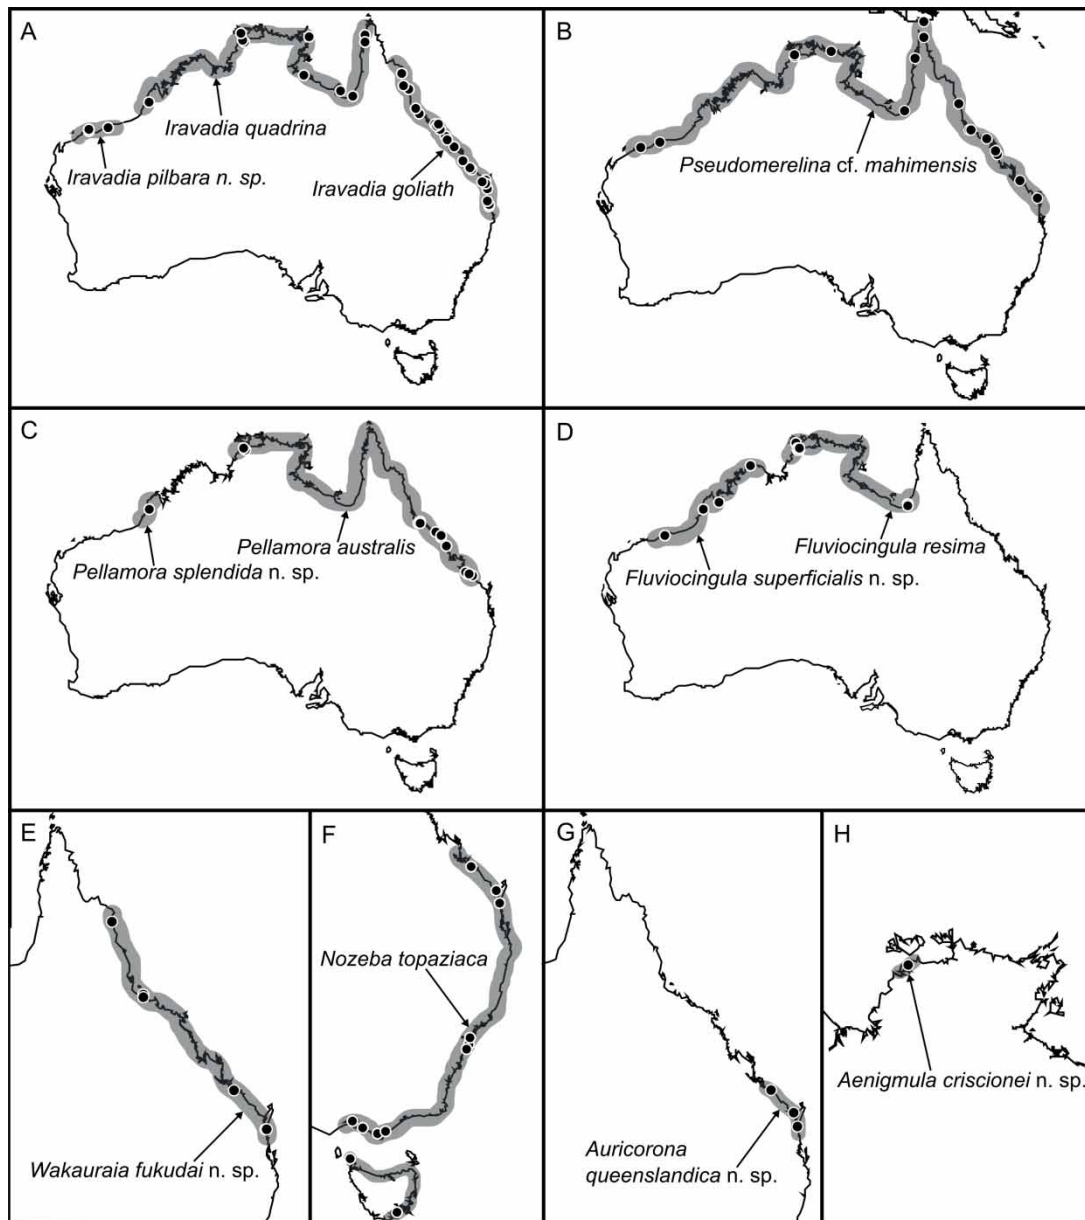 A
Iravadia quadrina
Iravadia pilbara n. sp.
Iravadia goliath
B
Pseudomerelina cf. mahimensis
C
Pellamora australis
Pellamora splendida n. sp.
D
Fluviocingula resima
Fluviocingula superficialis n. sp.
E
Wakauraia fukudai n. sp.
F
Nozeba topaziaca
G
Auricorona
queenslandica n. sp.
H
Aenigmula criscionei n. sp.